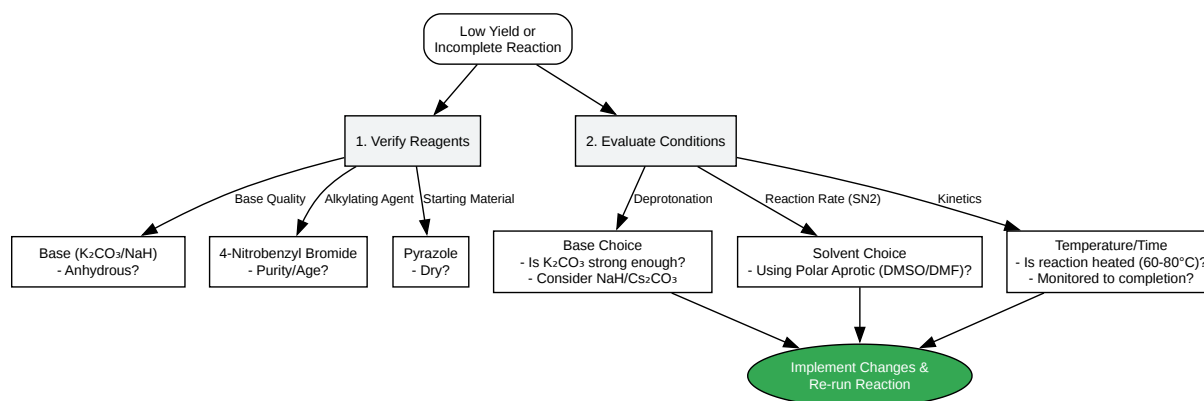 Low Yield or
Incomplete Reaction
1. Verify Reagents
2. Evaluate Conditions
Base Quality
Alkylating Agent
Starting Material
Deprotonation
Reaction Rate (SN2)
Kinetics
Base (K₂CO₃/NaH)
- Anhydrous?
4-Nitrobenzyl Bromide
- Purity/Age?
Pyrazole
- Dry?
Base Choice
- Is K₂CO₃ strong enough?
- Consider NaH/Cs₂CO₃
Solvent Choice
- Using Polar Aprotic (DMSO/DMF)?
Temperature/Time
- Is reaction heated (60-80°C)?
- Monitored to completion?
Implement Changes &
Re-run Reaction